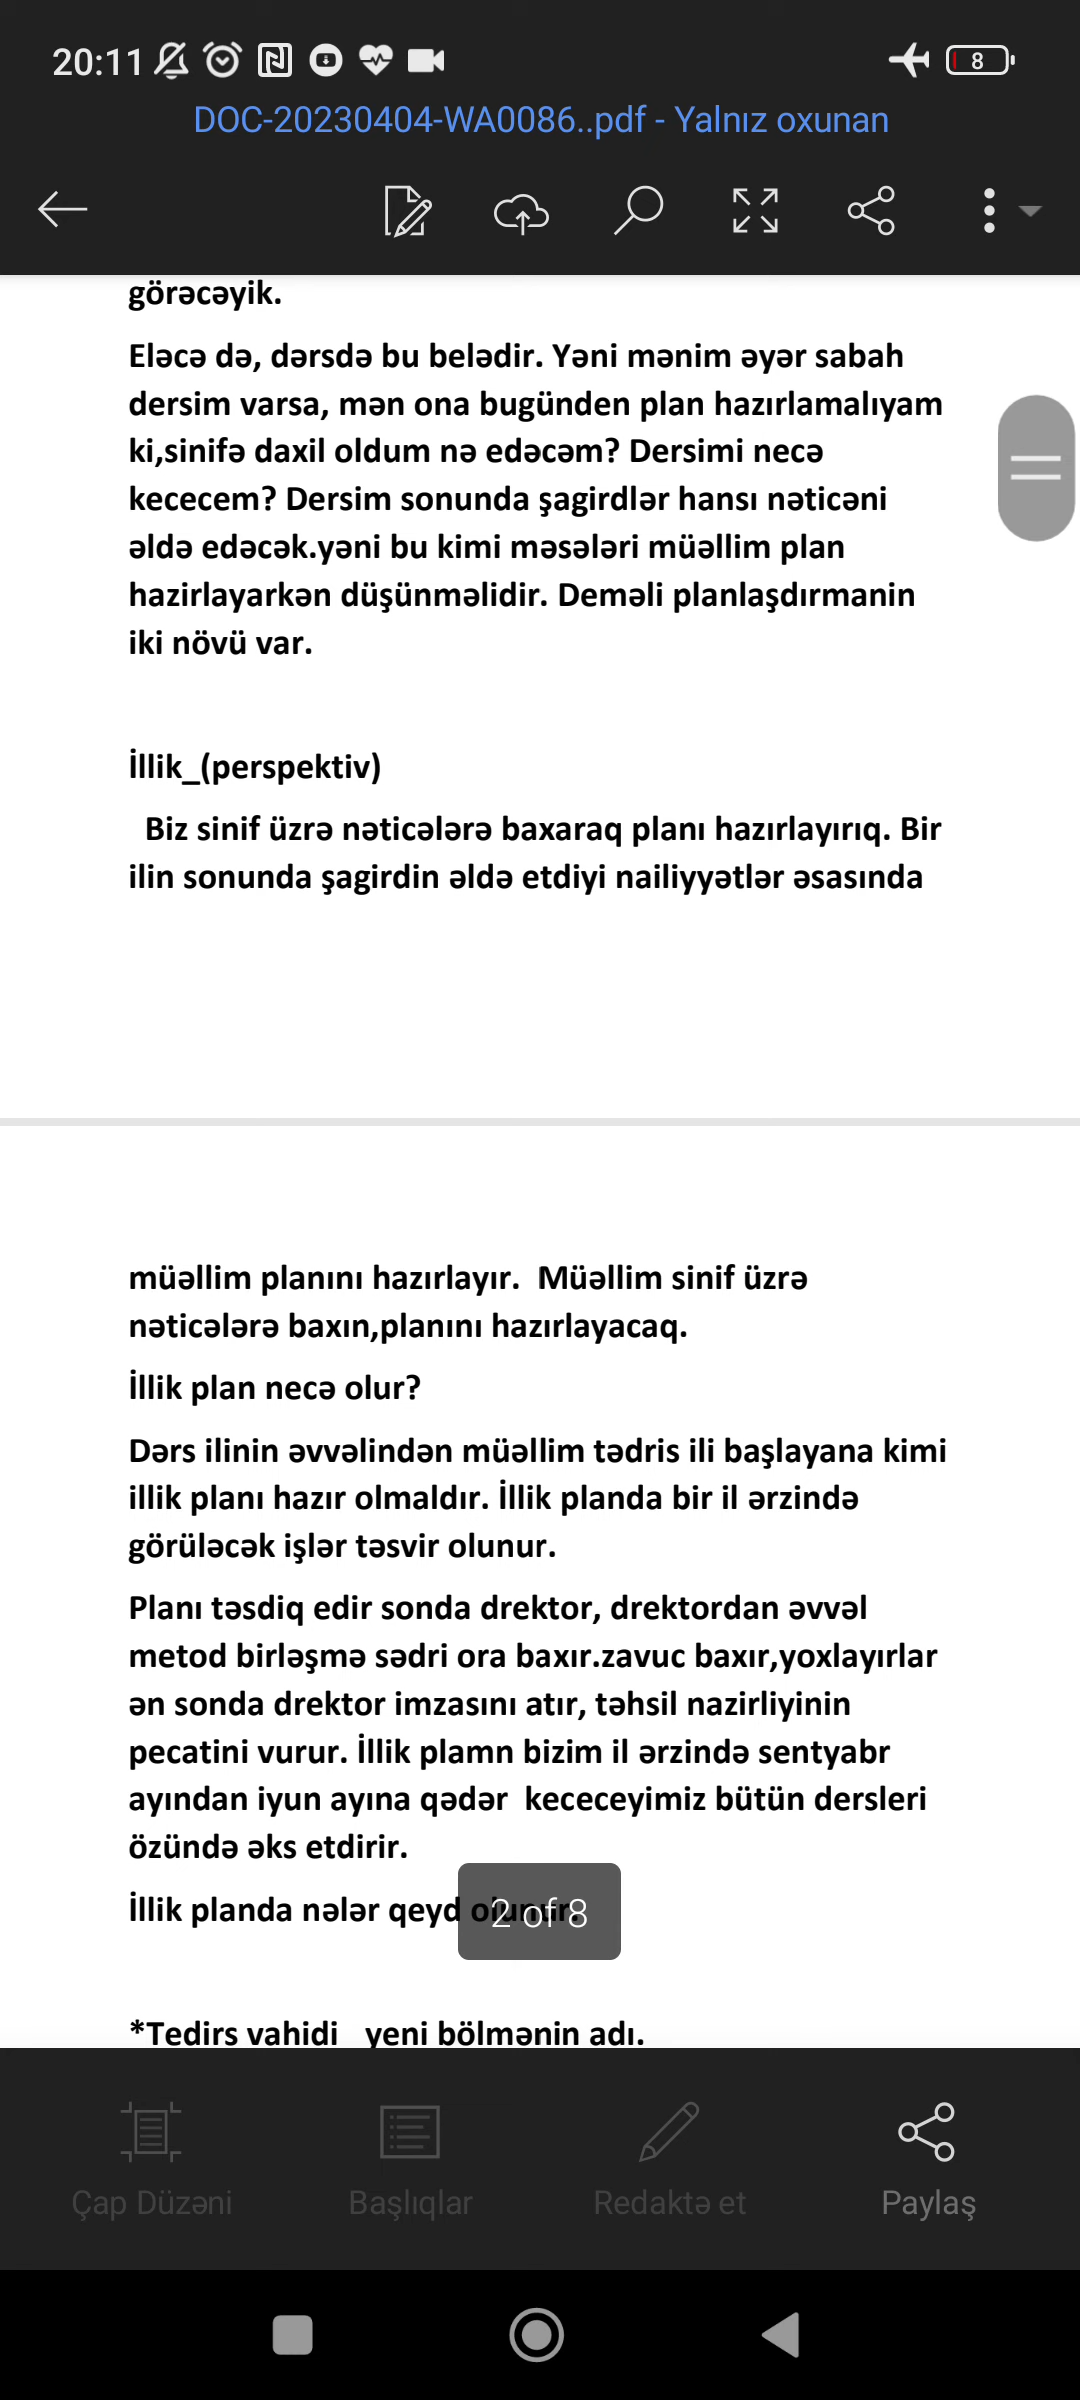 20:11
8
DOC-20230404-WA0086..pdf - Yalnız oxunan
görəcəyik.
Eləcə də, dərsdə bu belədir. Yəni mənim əyər sabah
dersim varsa, mən ona bugünden plan hazırlamalıyam
ki,sinifə daxil oldum nə edəcəm? Dersimi necə
kececem? Dersim sonunda şagirdlər hansı nəticəni
əldə edəcək.yəni bu kimi məsələri müəllim plan
hazirlayarkən düşünməlidir. Deməli planlaşdırmanin
iki növü var.
İllik_(perspektiv)
Biz sinif üzrə nəticələrə baxaraq planı hazırlayırıq. Bir
ilin sonunda şagirdin əldə etdiyi nailiyyətlər əsasında
müəllim planını hazırlayır. Müəllim sinif üzrə
nəticələrə baxın,planını hazırlayacaq.
İllik plan necə olur?
Dərs ilinin əvvəlindən müəllim tədris ili başlayana kimi
illik planı hazır olmaldır. İllik planda bir il ərzində
görüləcək işlər təsvir olunur.
Planı təsdiq edir sonda drektor, drektordan əvvəl
metod birləşmə sədri ora baxır.zavuc baxır,yoxlayırlar
ən sonda drektor imzasını atır, təhsil nazirliyinin
pecatini vurur. İllik plamn bizim il ərzində sentyabr
ayından iyun ayına qədər kececeyimiz bütün dersleri
özündə əks etdirir.
İllik planda nələr qeyd
2 of 8
*Tedirs vahidi yeni bölmənin adı.
Çap Düzəni
Başlıqlar
Redaktə et
Paylaş